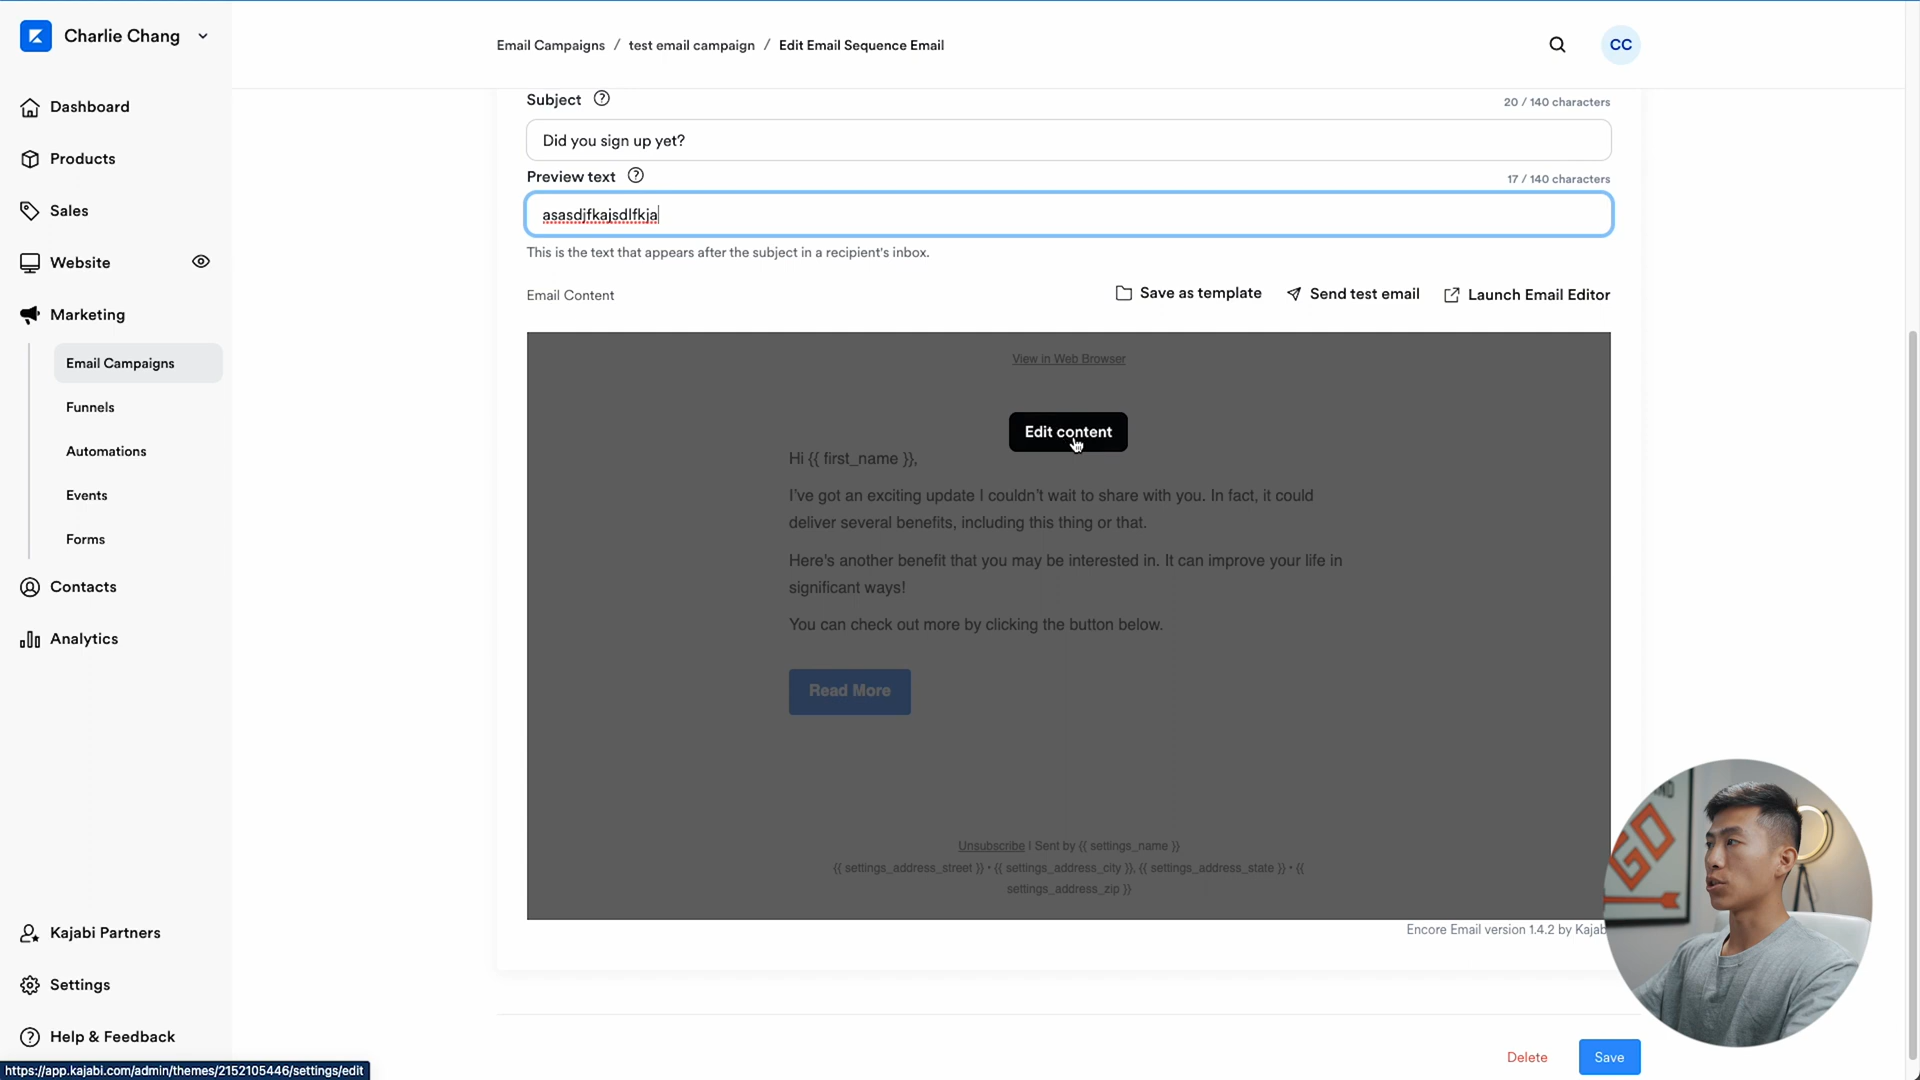 Charlie Chang
Email Campaigns / test email campaign / Edit Email Sequence Email
CC
Dashboard
Products
Sales
Website
Marketing
Email Campaigns
Funnels
Automations
Events
Forms
Contacts
Analytics
Kajabi Partners
Settings
Help & Feedback
https://app.kajabi.com/admin/themes/2152105446/settings/edit
Subject
20 / 140 characters
Did you sign up yet?
Preview text
17 / 140 characters
asasdjfkajsdlfkja
This is the text that appears after the subject in a recipient's inbox.
Email Content
Save as template
Send test email
Launch Email Editor
View in Web Browser
Edit content
Hi {{ first_name }},
I've got an exciting update I couldn't wait to share with you. In fact, it could
deliver several benefits, including this thing or that.
Here's another benefit that you may be interested in. It can improve your life in
significant ways!
You can check out more by clicking the button below.
Read More
Unsubscribe | Sent by {{ settings_name }}
{{ settings_address_street }} • {{ settings_address_city }}, {{ settings_address_state }} • {{
settings_address_zip }}
Encore Email version 1.4.2 by Kajab
GO
Delete
Save